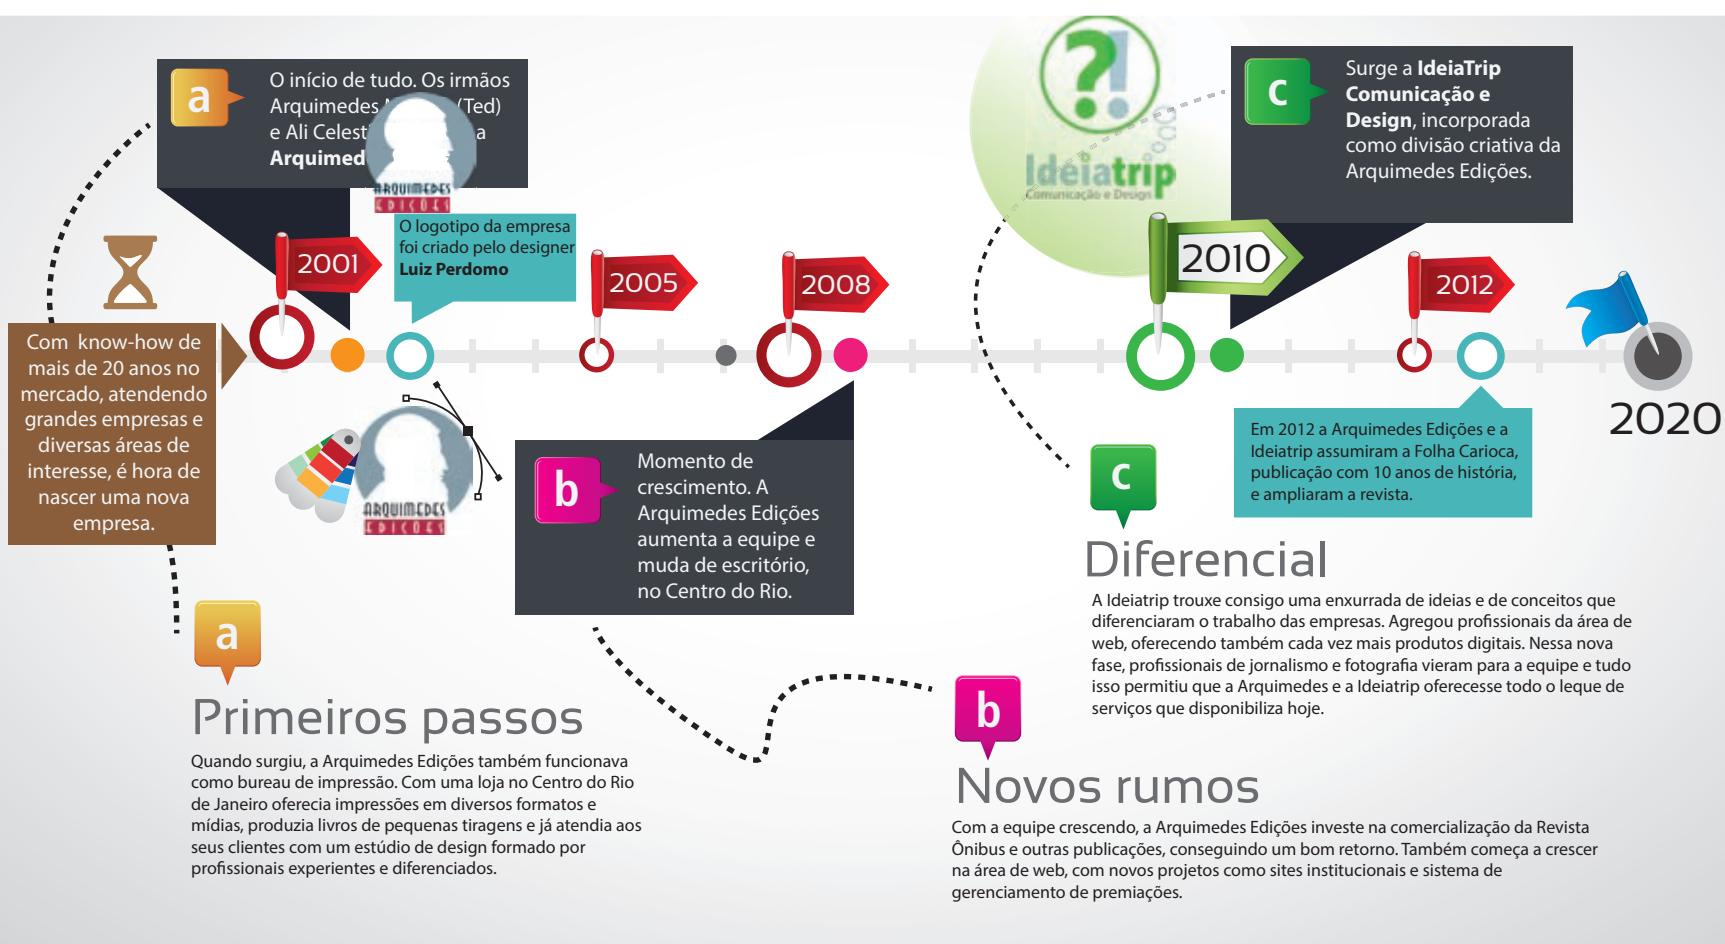 a
O início de tudo. Os irmãos
Arquimedes (Ted)
e Ali a
c
Surge a IdeiaTrip
Comunicação e
Design, incorporada
como divisão criativa da
Arquimedes Edições.
?!
Ideiatrip
Comunicação e Design
ARQUIMEDES
EDIÇÕES
O logotipo da empresa
foi criado pelo designer
Luiz Perdomo
2001
2005
2008
2010
2012
2020
Com know-how de
mais de 20 anos no
mercado, atendendo
grandes empresas e
diversas áreas de
interesse, é hora de
nascer uma nova
empresa.
ARQUIMEDES
EDIÇÕES
b
Momento de
crescimento. A
Arquimedes Edições
aumenta a equipe e
muda de escritório,
no Centro do Rio.
Em 2012 a Arquimedes Edições e a
Ideiatrip assumiram a Folha Carioca,
publicação com 10 anos de história,
e ampliaram a revista.
a
Primeiros passos
Quando surgiu, a Arquimedes Edições também funcionava
como bureau de impressão. Com uma loja no Centro do Rio
de Janeiro oferecia impressões em diversos formatos e
mídias, produzia livros de pequenas tiragens e já atendia aos
seus clientes com um estúdio de design formado por
profissionais experientes e diferenciados.
b
Novos rumos
Com a equipe crescendo, a Arquimedes Edições investe na comercialização da Revista
Ônibus e outras publicações, conseguindo um bom retorno. Também começa a crescer
na área de web, com novos projetos como sites institucionais e sistema de
gerenciamento de premiações.
c
Diferencial
A Ideiatrip trouxe consigo uma enxurrada de ideias e de conceitos que
diferenciaram o trabalho das empresas. Agregou profissionais da área de
web, oferecendo também cada vez mais produtos digitais. Nessa nova
fase, profissionais de jornalismo e fotografia vieram para a equipe e tudo
isso permitiu que a Arquimedes e a Ideiatrip oferecesse todo o leque de
serviços que disponibiliza hoje.